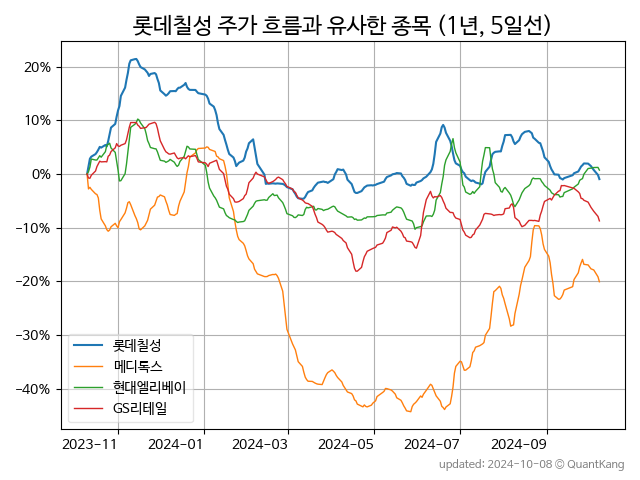 롯데칠성 주가 흐름과 유사한 종목 (1년, 5일선)
20%
10%
0%
−10%
−20%
−30%
−40%
롯데칠성
메디톡스
현대엘리베이
GS리테일
2023-11
2024-01
2024-03
2024-05
2024-07
2024-09
updated: 2024-10-08 © QuantKang